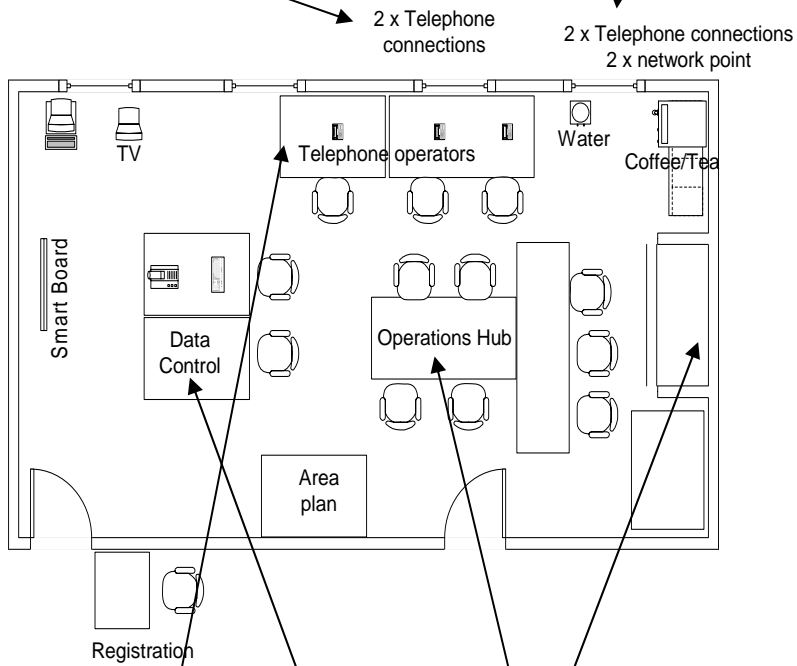 2 x Telephone
connections
2 x Telephone connections
2 x network point
TV
Telephone operators
Water
Coffee/Tea
Smart Board
Data
Control
Operations Hub
Area
plan
Registration